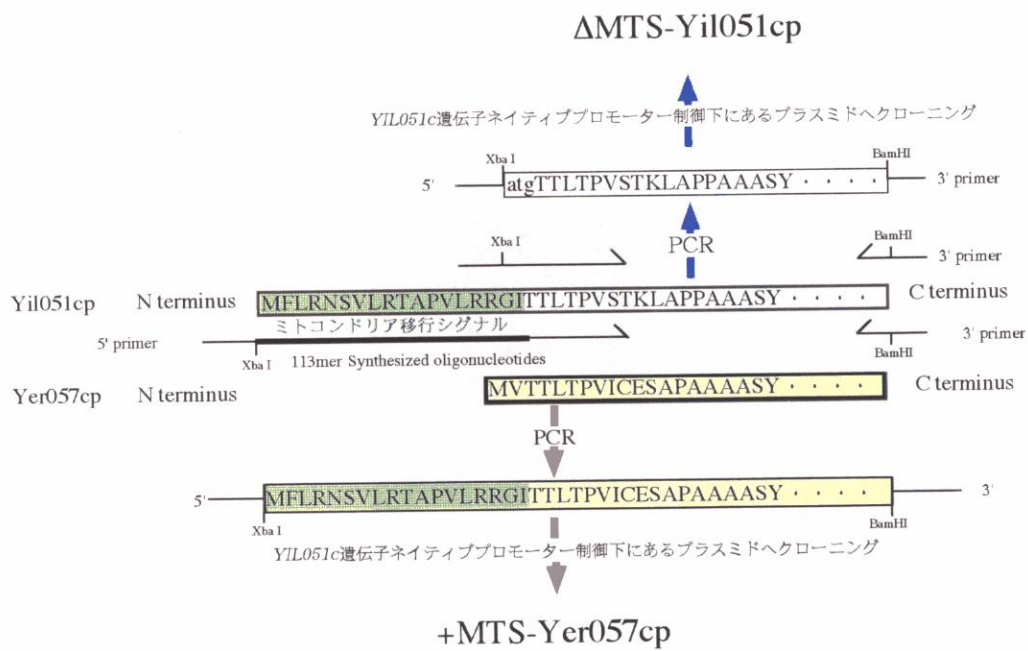 ΔMTS-Yil051cp
YIL051c遺伝子ネイティブプロモーター制御下にあるプラスミドへクローニング
Xba I
BamHI
5'
atgTTLTPVSTKLAPPAAASY · · · ·
3' primer
Xba I
PCR
BamHI
3' primer
Yil051cp
N terminus
MFLRNSVLRTAPVLRRGITTLTPVSTKLAPPAAASY · · · ·
C terminus
ミトコンドリア移行シグナル
5' primer
3' primer
Xba I
113mer Synthesized oligonucleotides
BamHI
Yer057cp
N terminus
MVTTLTPVICESAPAAAASY · · · ·
C terminus
PCR
5'
MFLRNSVLRTAPVLRRGITTLTPVICESAPAAAASY · · · ·
3'
Xba I
BamHI
YIL051c遺伝子ネイティブプロモーター制御下にあるプラスミドへクローニング
+MTS-Yer057cp